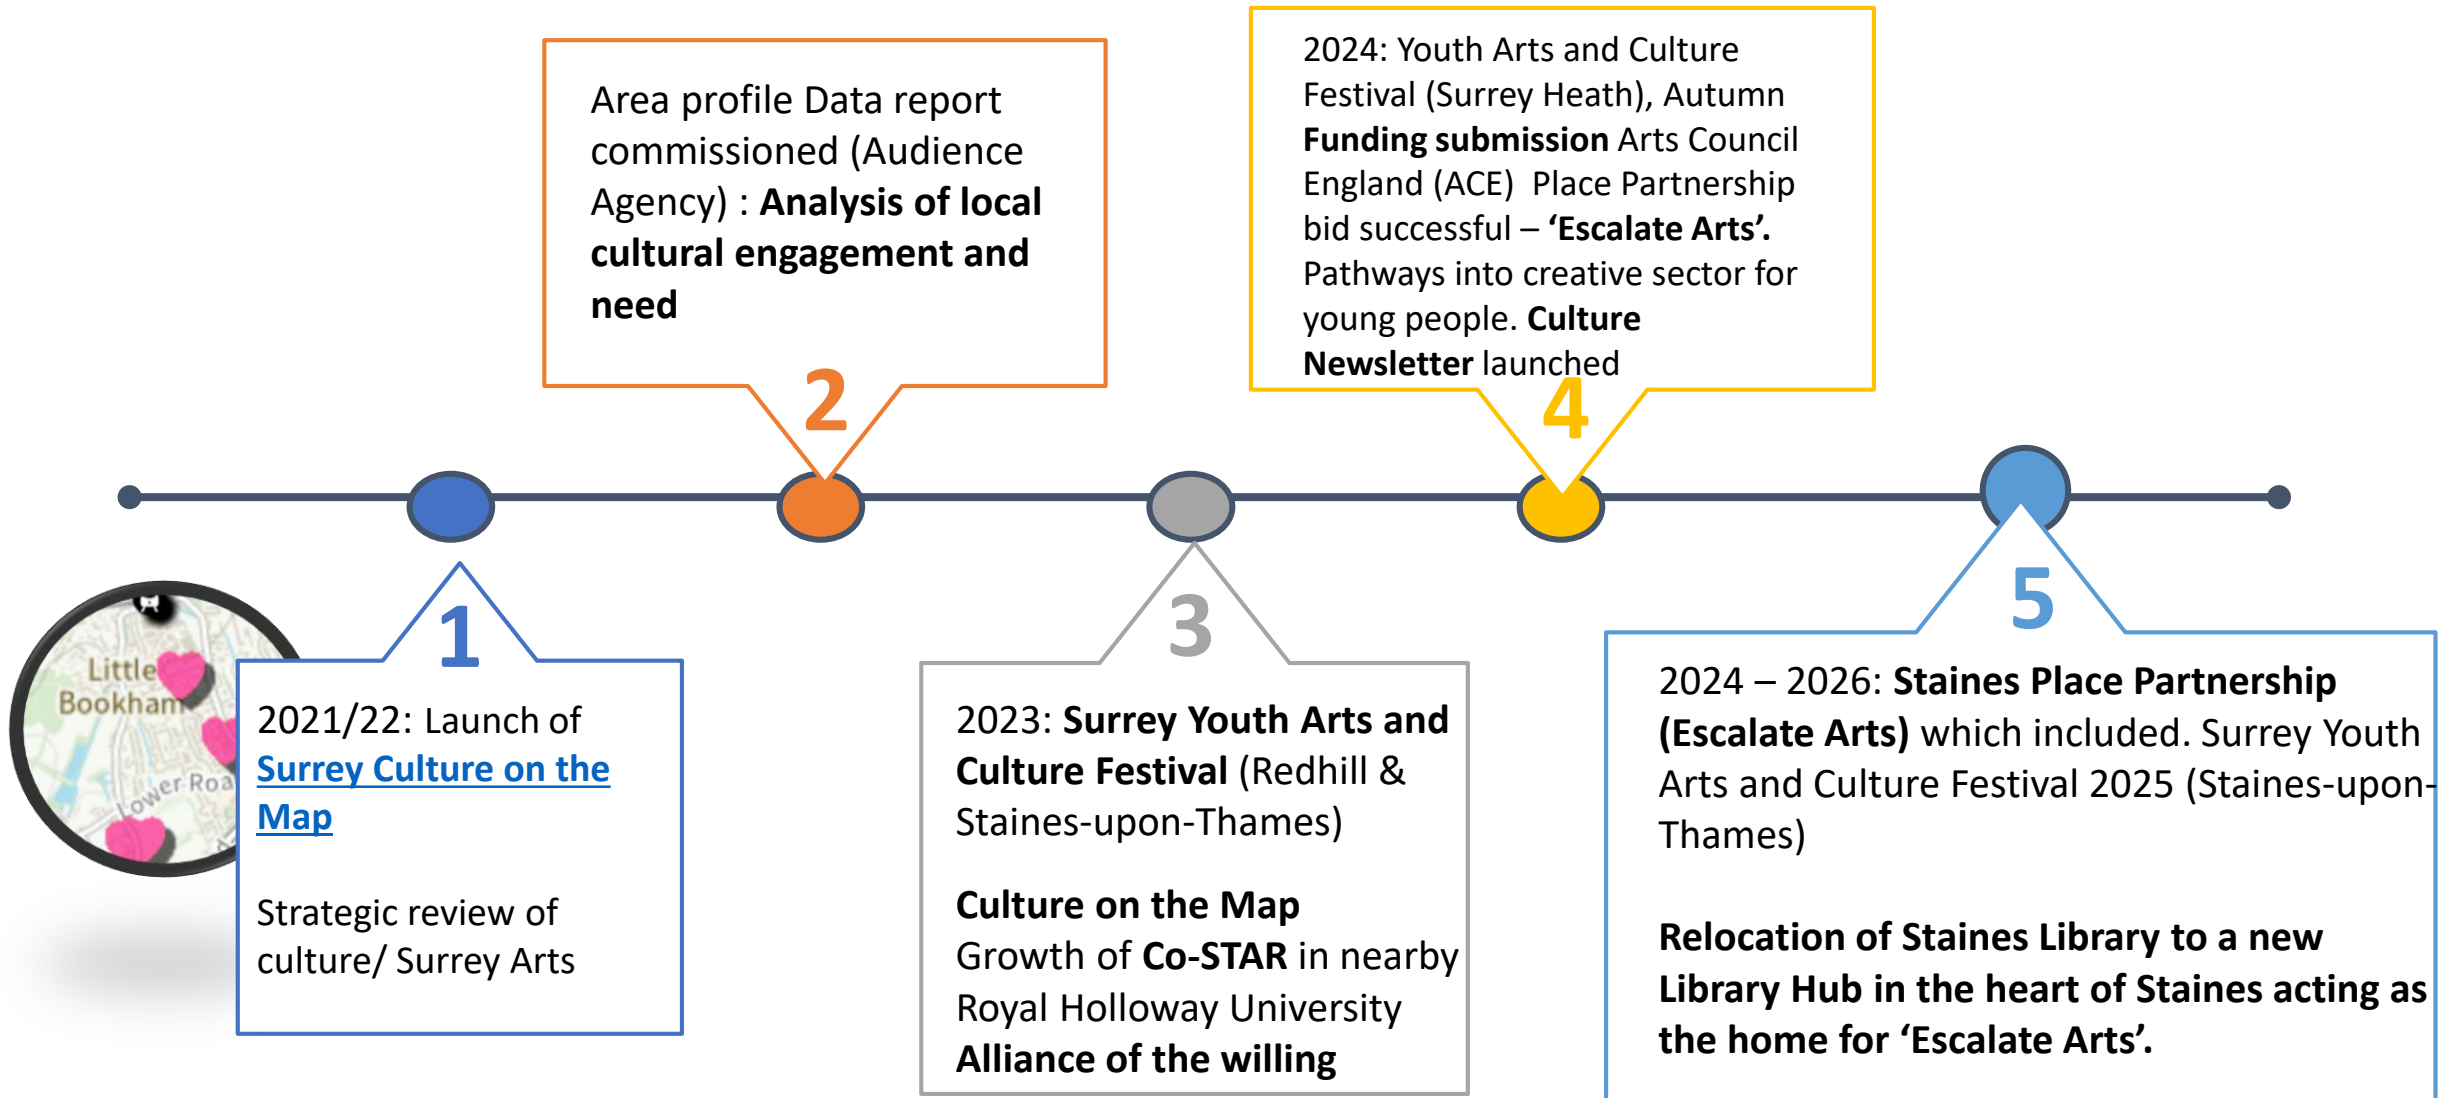 Area profile Data report
commissioned (Audience
Agency) : Analysis of local
cultural engagement and
need
2
2024: Youth Arts and Culture
Festival (Surrey Heath), Autumn
Funding submission Arts Council
England (ACE)  Place Partnership
bid successful – ‘Escalate Arts’.
Pathways into creative sector for
young people. Culture
Newsletter launched
4
Little
Bookham
Lower Roa
1
2021/22: Launch of
Surrey Culture on the
Map
Strategic review of
culture/ Surrey Arts
3
2023: Surrey Youth Arts and
Culture Festival (Redhill &
Staines-upon-Thames)
Culture on the Map
Growth of Co-STAR in nearby
Royal Holloway University
Alliance of the willing
5
2024 – 2026: Staines Place Partnership
(Escalate Arts) which included. Surrey Youth
Arts and Culture Festival 2025 (Staines-upon-
Thames)
Relocation of Staines Library to a new
Library Hub in the heart of Staines acting as
the home for ‘Escalate Arts’.